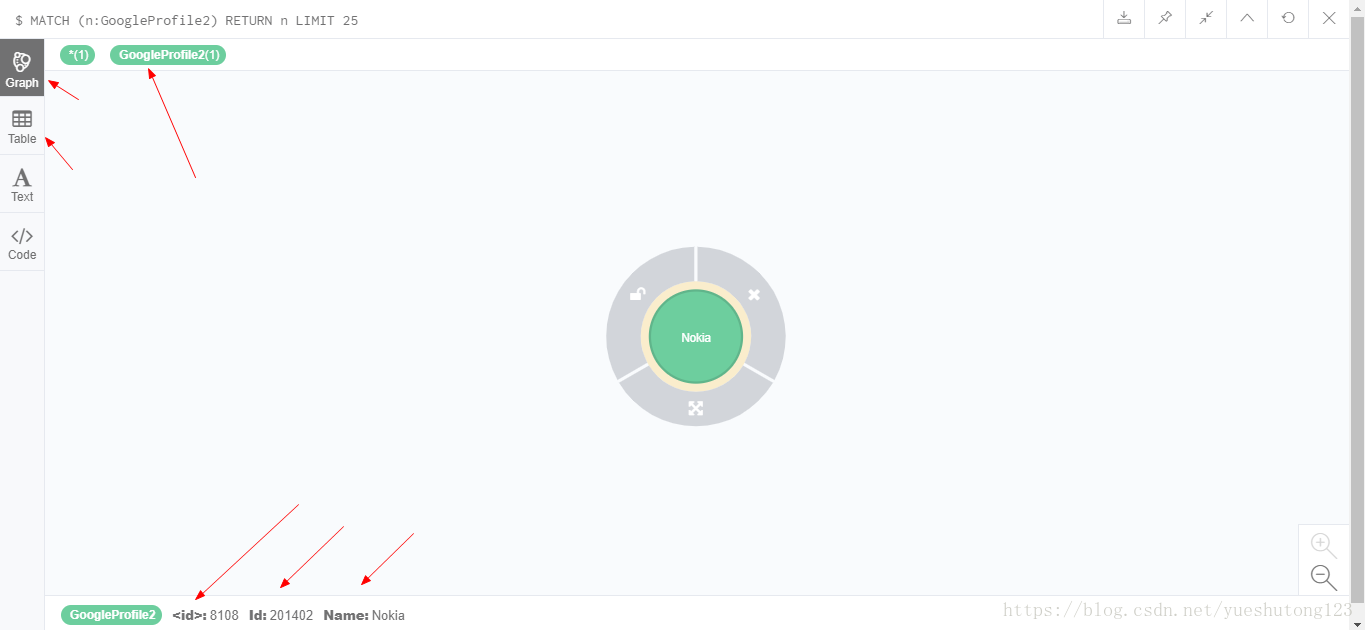 $ MATCH (n:GoogleProfile2) RETURN n LIMIT 25
*(1) GoogleProfile2(1)
Graph
Table
Text
Code
Nokia
GoogleProfile2 <id>: 8108 Id: 201402 Name: Nokia
https://blog.csdn.net/yueshutong123